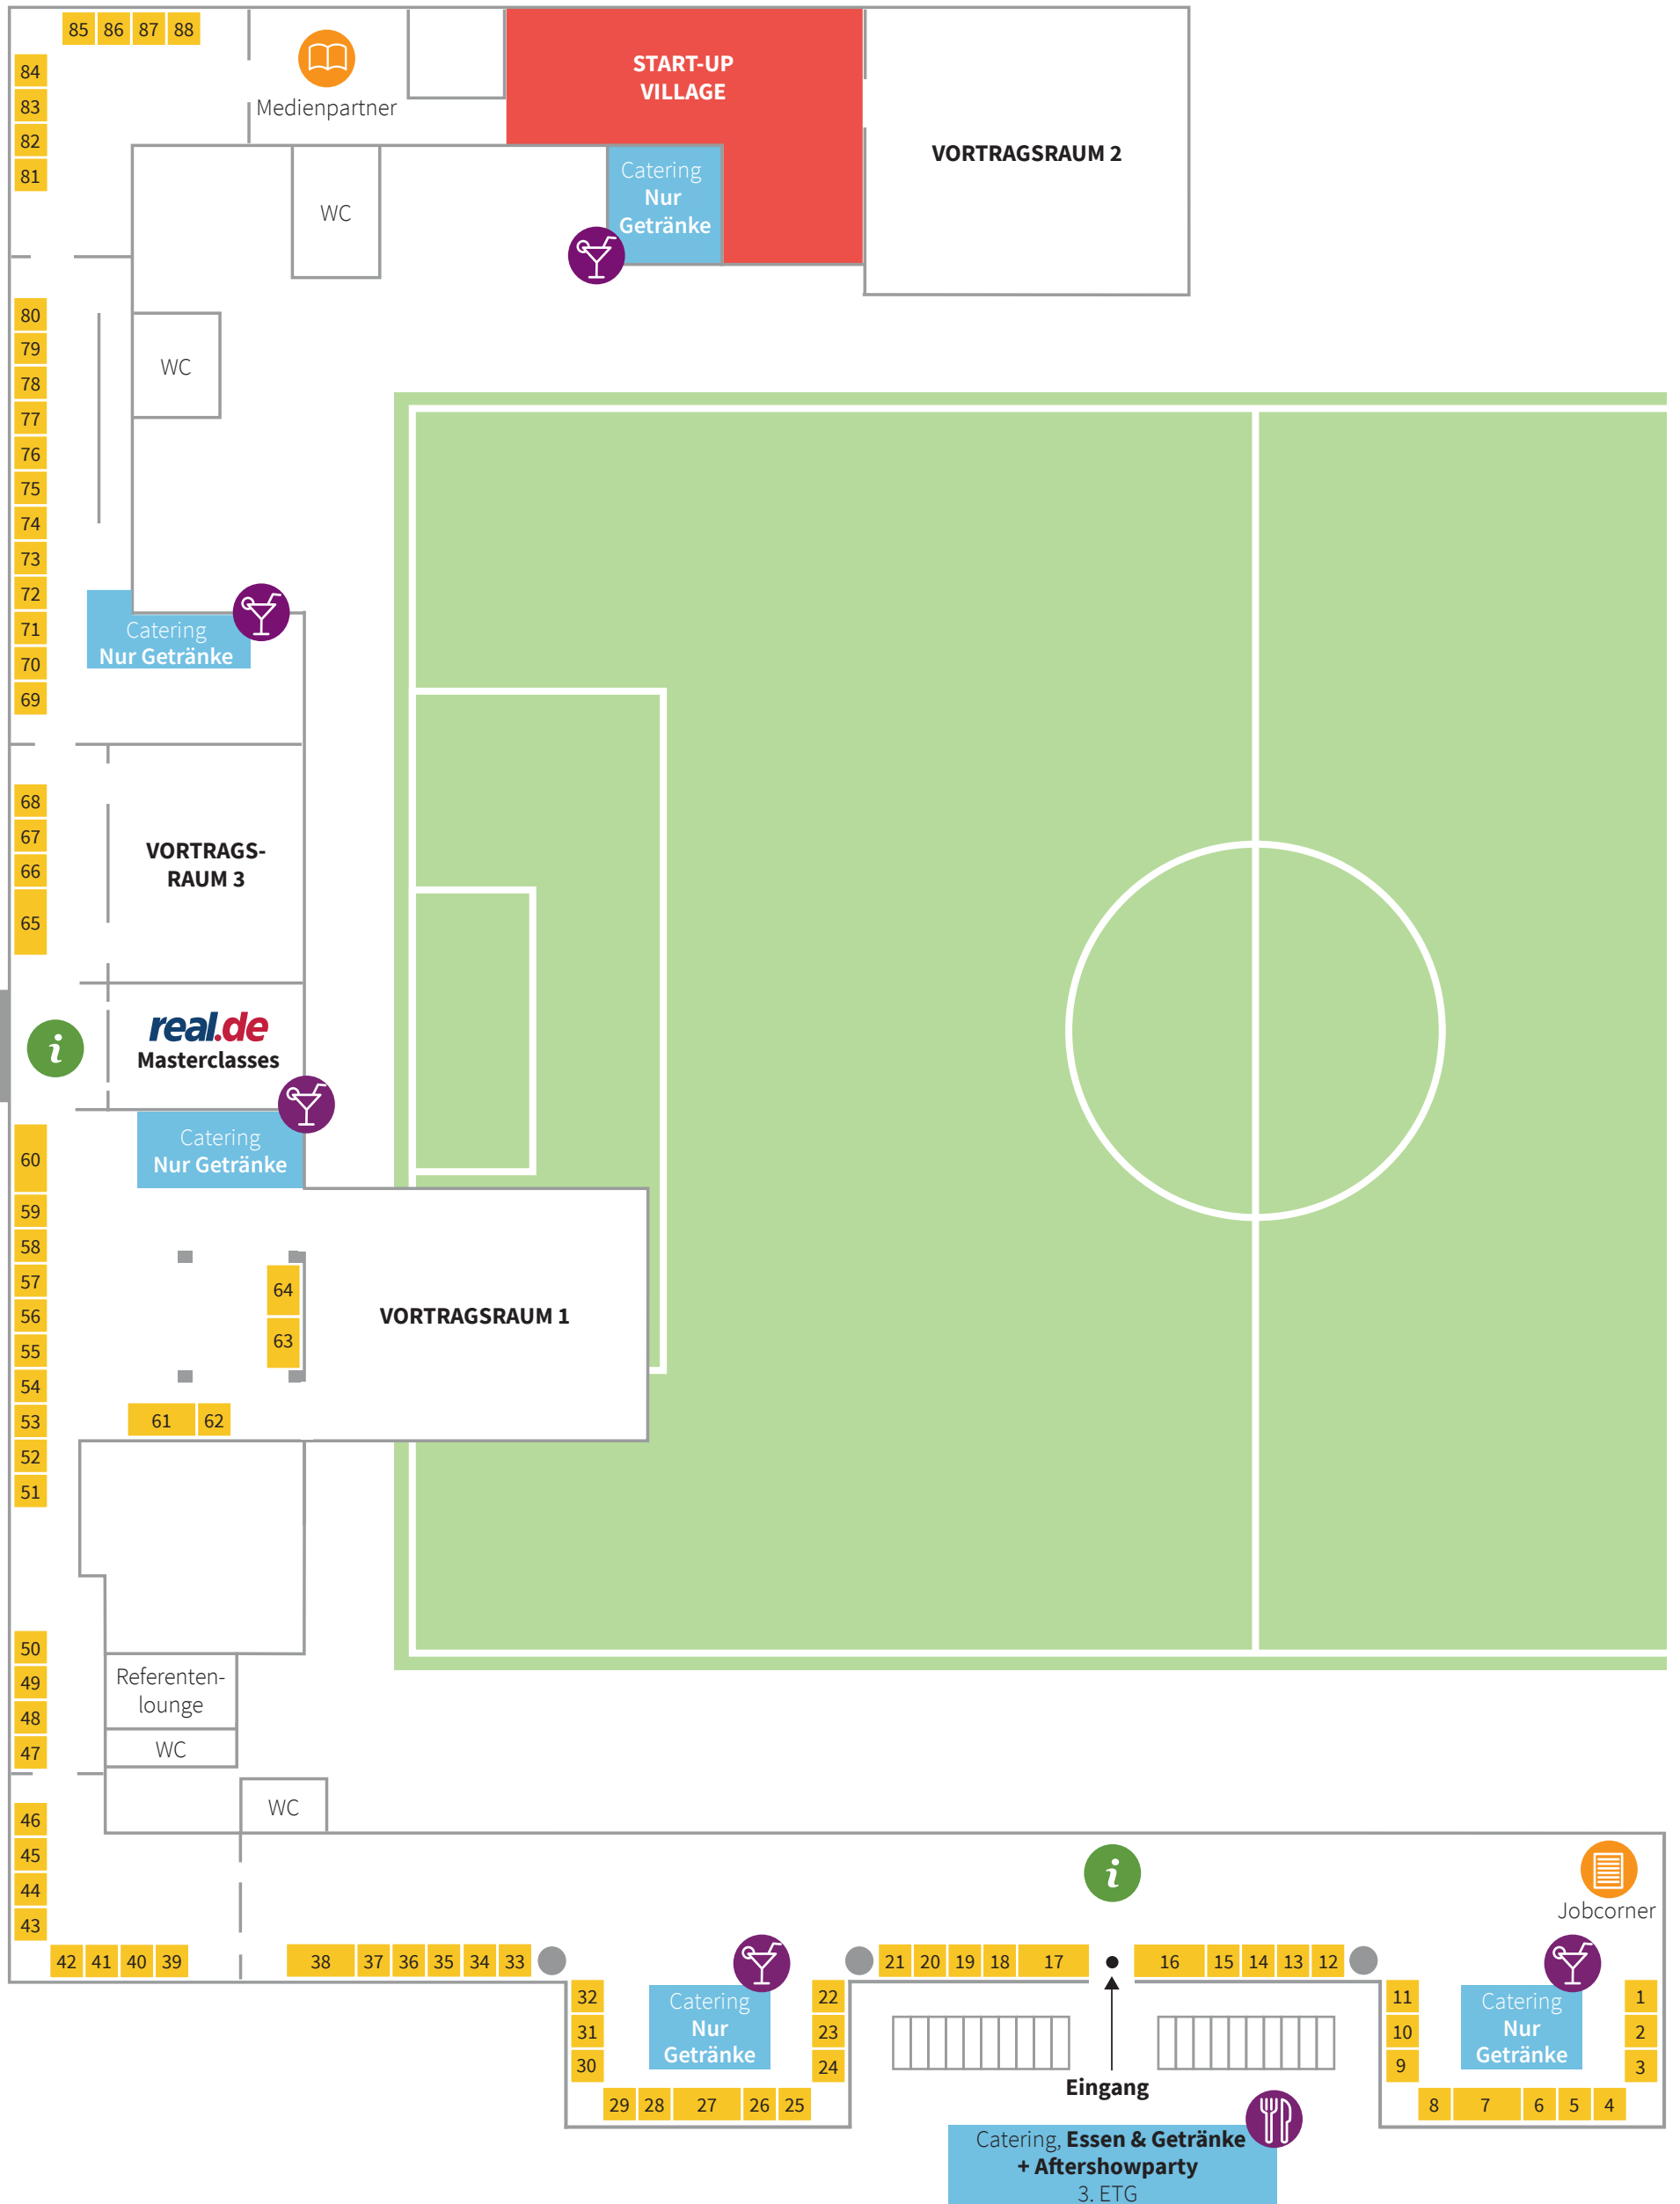 85 86 87 88
84
83
82
81
Medienpartner
START-UP
VILLAGE
VORTRAGSRAUM 2
Catering
Nur
Getränke
WC
WC
80
79
78
77
76
75
74
73
72
71
70
69
Catering
Nur Getränke
68
67
66
65
VORTRAGS-
RAUM 3
i
real.de
Masterclasses
Catering
Nur Getränke
60
59
58
57
56
55
54
53
52
51
64
63
61 62
VORTRAGSRAUM 1
50
49
48
47
Referenten-
lounge
WC
WC
46
45
44
43
i
Jobcorner
42 41 40 39
38 37 36 35 34 33
21 20 19 18 17
16 15 14 13 12
32
31
30
Catering
Nur
Getränke
22
23
24
29 28 27 26 25
11
10
9
Catering
Nur
Getränke
1
2
3
8 7 6 5 4
Eingang
Catering, Essen & Getränke
+ Aftershowparty
3. ETG